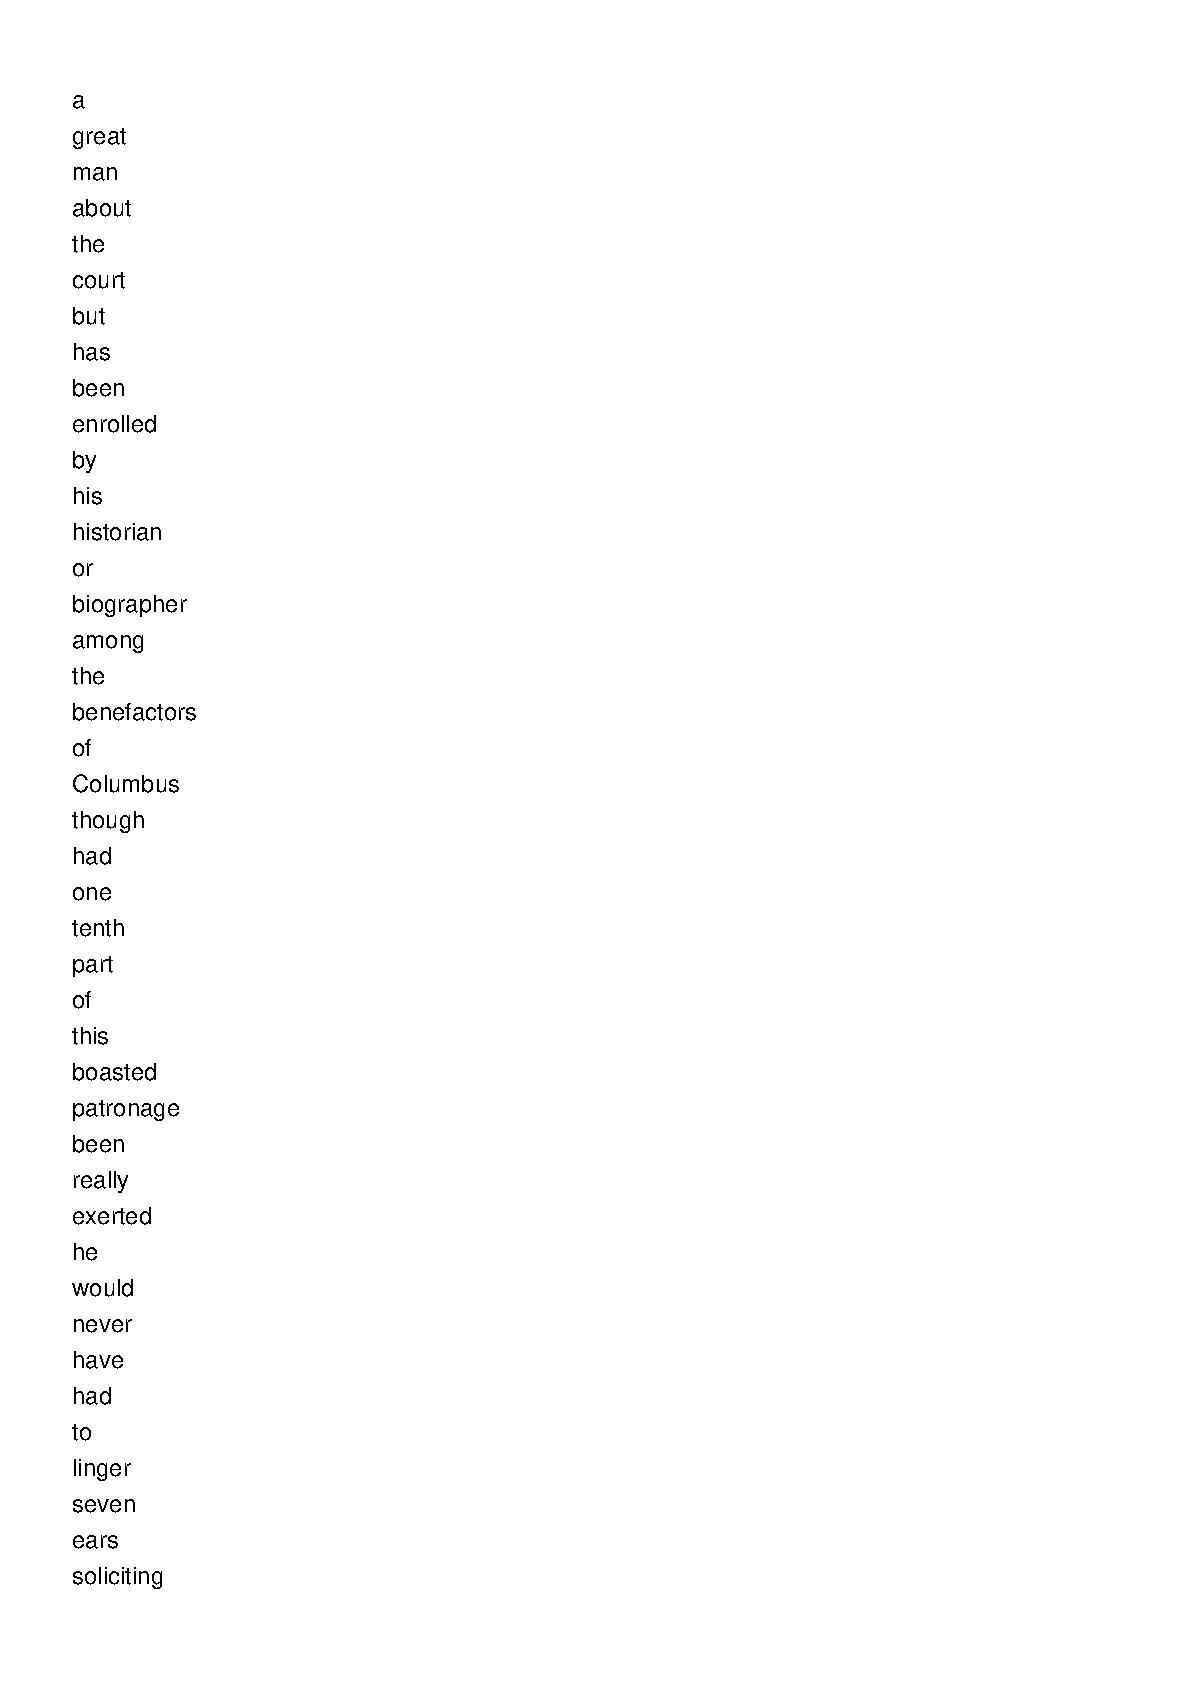 a
great
man
about
the
court
but
has
been
enrolled
by
his
historian
or
biographer
among
the
benefactors
of
Columbus
though
had
one
tenth
part
of
this
boasted
patronage
been
really
exerted
he
would
never
have
had
to
linger
seven
ears
soliciting